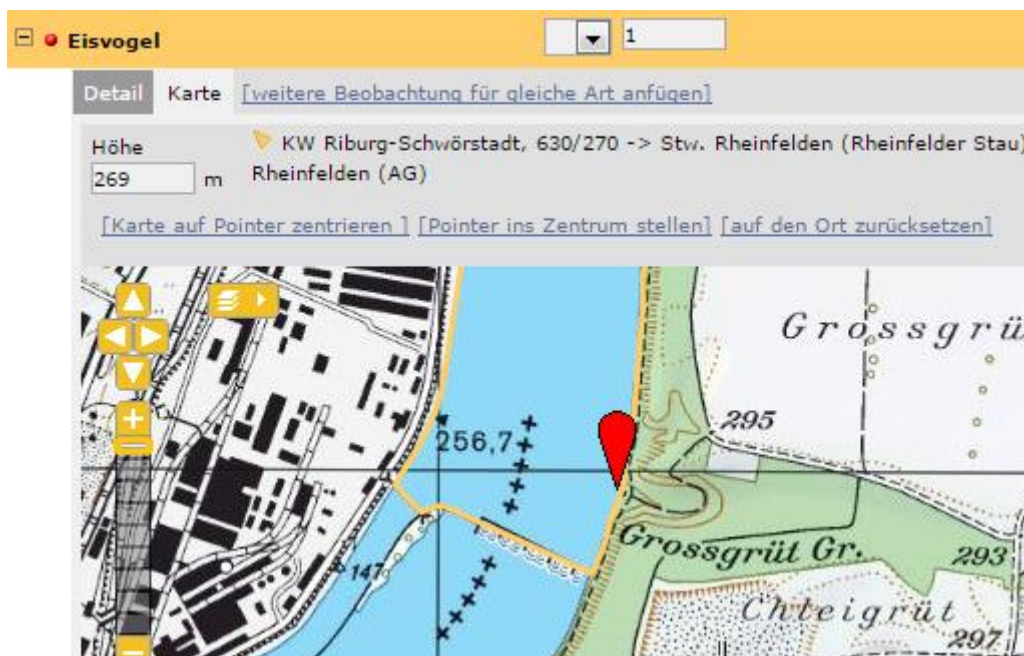 Eisvogel 1
Detail Karte [weitere Beobachtung für gleiche Art anfügen]
Höhe
KW Riburg-Schwörstadt, 630/270 -> Stw. Rheinfelden (Rheinfelder Stau)
269 m Rheinfelden (AG)
[Karte auf Pointer zentrieren ] [Pointer ins Zentrum stellen] [auf den Ort zurücksetzen]
Grossgrü
295
256,7
Grossgrüt Gr.
293
147
Chleigrüt
297